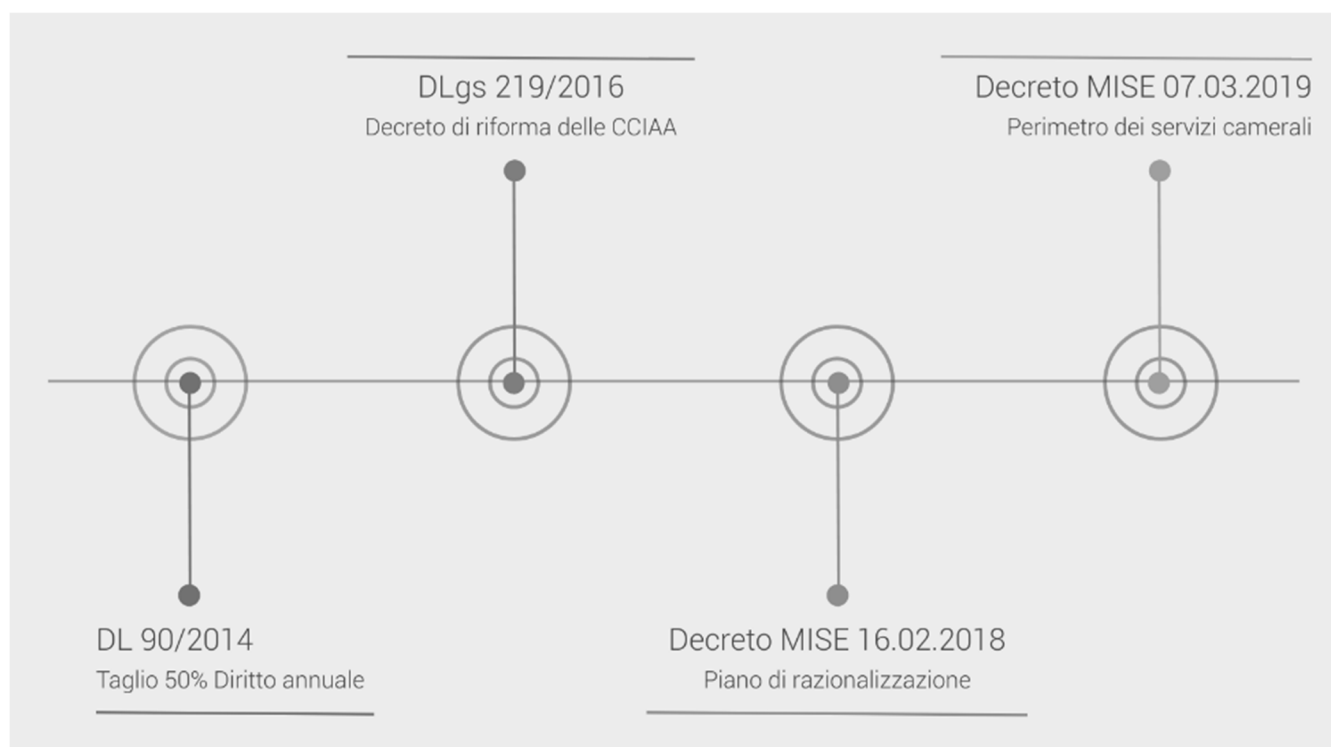 DLgs 219/2016
Decreto di riforma delle CCIAA
Decreto MISE 07.03.2019
Perimetro dei servizi camerali
DL 90/2014
Taglio 50% Diritto annuale
Decreto MISE 16.02.2018
Piano di razionalizzazione